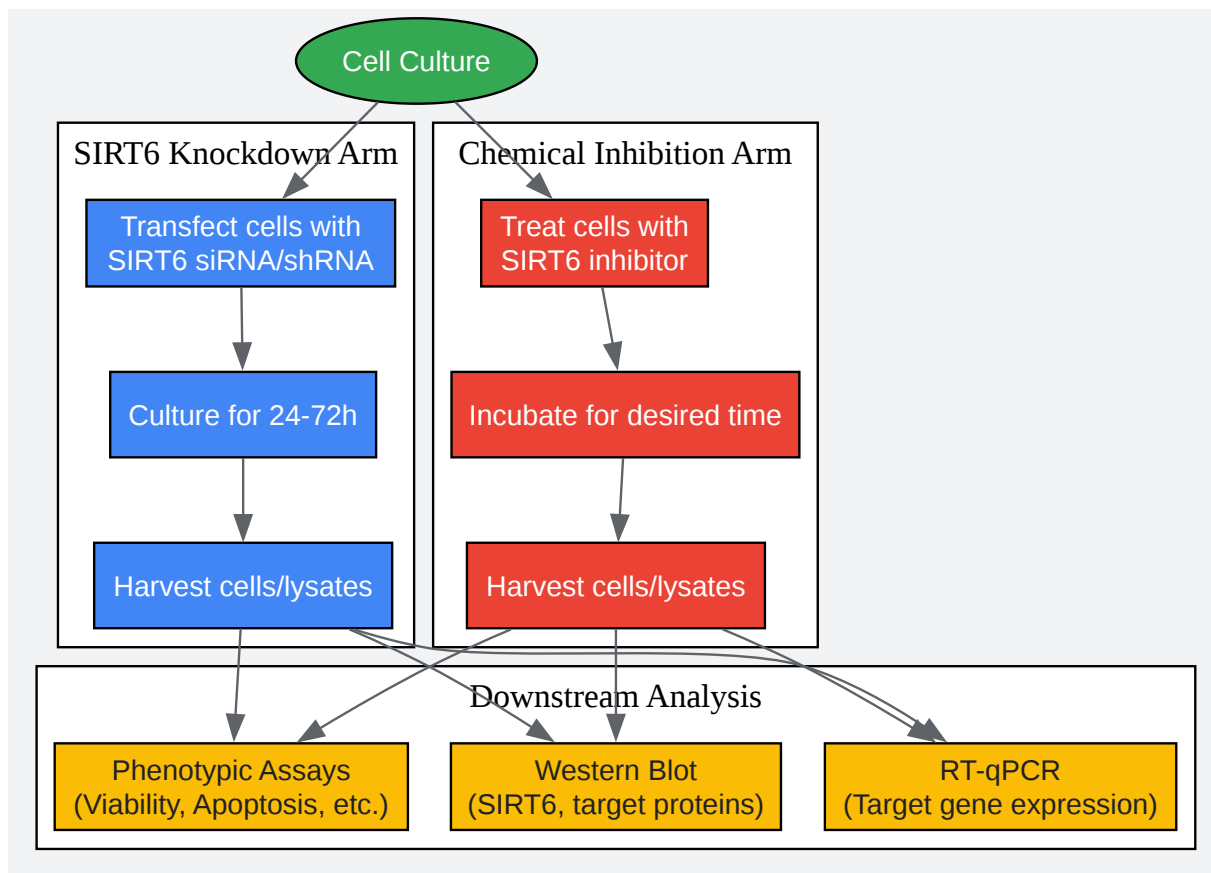 Cell Culture
SIRT6 Knockdown Arm
Transfect cells with
SIRT6 siRNA/shRNA
Culture for 24-72h
Harvest cells/lysates
Chemical Inhibition Arm
Treat cells with
SIRT6 inhibitor
Incubate for desired time
Harvest cells/lysates
Downstream Analysis
Phenotypic Assays
(Viability, Apoptosis, etc.)
Western Blot
(SIRT6, target proteins)
RT-qPCR
(Target gene expression)